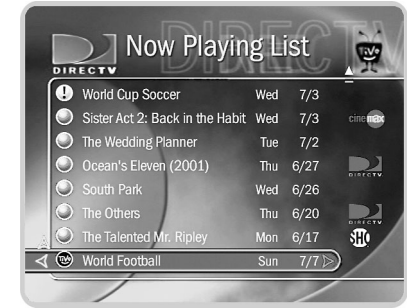 DIRECTV
Now Playing List
TiVo
World Cup Soccer Wed 7/3
Sister Act 2: Back in the Habit Wed 7/3 cinemax
The Wedding Planner Tue 7/2
Ocean's Eleven (2001) Thu 6/27 DIRECTV
South Park Wed 6/26
The Others Thu 6/20 DIRECTV
The Talented Mr. Ripley Mon 6/17 SHO
TiVo World Football Sun 7/7